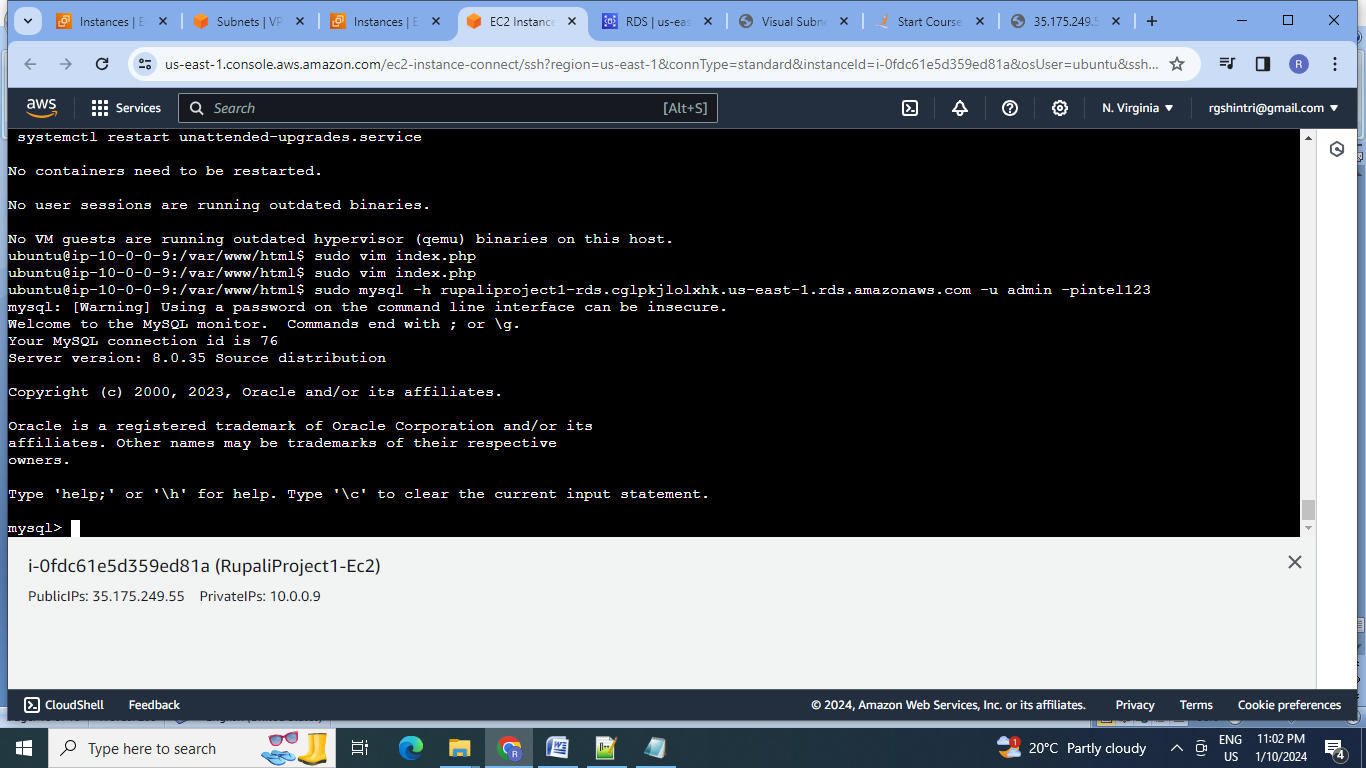 Instances | E
Subnets | VP
Instances | E
EC2 Instance
RDS | us-eas
Visual Subne
Start Course
35.175.249.5
us-east-1.console.aws.amazon.com/ec2-instance-connect/ssh?region=us-east-1&connType=standard&instanceId=i-0fdc61e5d359ed81a&osUser=ubuntu&ssh...
R
aws
Services
Search
[Alt+S]
N. Virginia
rgshintri@gmail.com
systemctl restart unattended-upgrades.service
No containers need to be restarted.
No user sessions are running outdated binaries.
No VM guests are running outdated hypervisor (qemu) binaries on this host.
ubuntu@ip-10-0-0-9:/var/www/html$ sudo vim index.php
ubuntu@ip-10-0-0-9:/var/www/html$ sudo vim index.php
ubuntu@ip-10-0-0-9:/var/www/html$ sudo mysql -h rupaliproject1-rds.cglpkjlolxhk.us-east-1.rds.amazonaws.com -u admin -pintel123
mysql: [Warning] Using a password on the command line interface can be insecure.
Welcome to the MySQL monitor.  Commands end with ; or \g.
Your MySQL connection id is 76
Server version: 8.0.35 Source distribution
Copyright (c) 2000, 2023, Oracle and/or its affiliates.
Oracle is a registered trademark of Oracle Corporation and/or its
affiliates. Other names may be trademarks of their respective
owners.
Type 'help;' or '\h' for help. Type '\c' to clear the current input statement.
mysql>
i-0fdc61e5d359ed81a (RupaliProject1-Ec2)
PublicIPs: 35.175.249.55 PrivateIPs: 10.0.0.9
CloudShell
Feedback
© 2024, Amazon Web Services, Inc. or its affiliates.
Privacy
Terms
Cookie preferences
Type here to search
20°C Partly cloudy
ENG
US
11:02 PM
1/10/2024
4